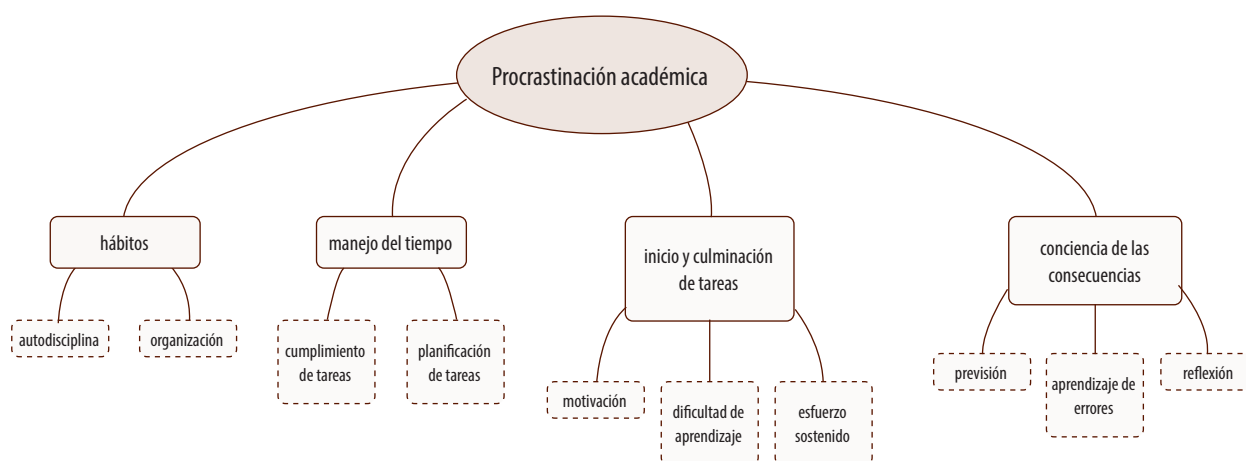 Procrastinación académica
hábitos
manejo del tiempo
inicio y culminación
de tareas
conciencia de las
consecuencias
autodisciplina
organización
cumplimiento
de tareas
planificación
de tareas
motivación
dificultad de
aprendizaje
esfuerzo
sostenido
previsión
aprendizaje de
errores
reflexión